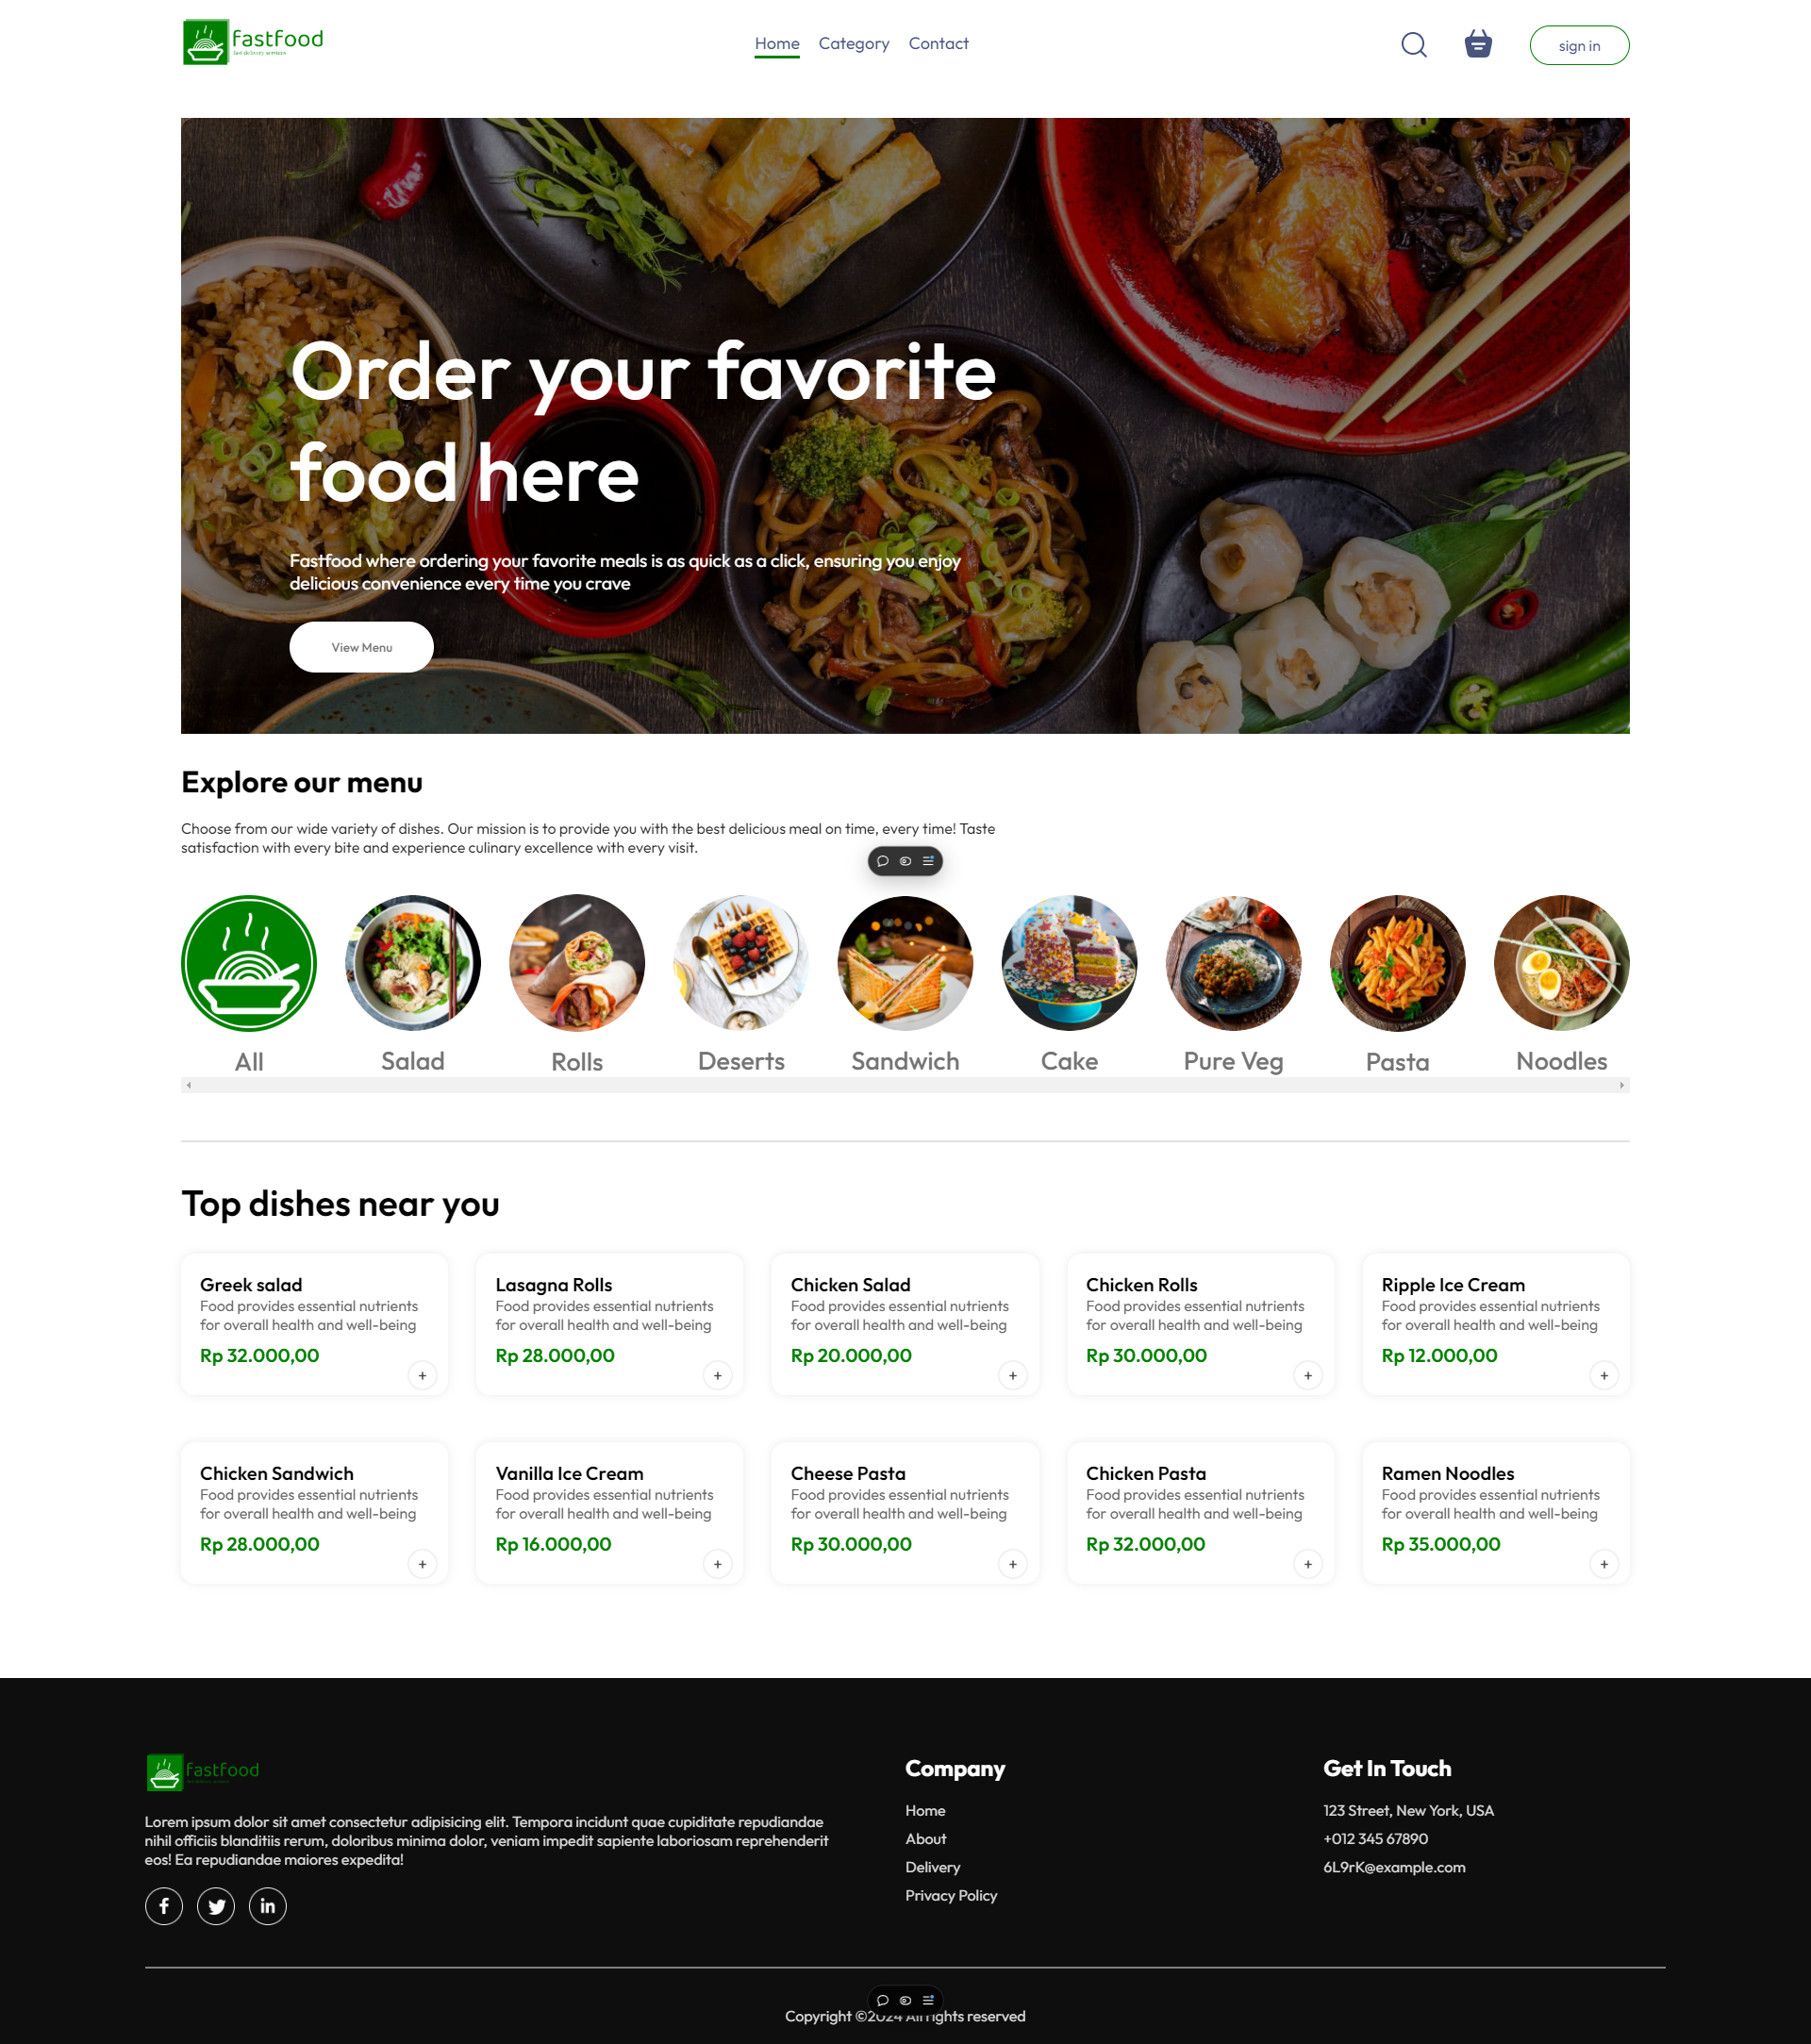 fastfood
fast delivery services
Home Category Contact
sign in
Order your favorite
food here
Fastfood where ordering your favorite meals is as quick as a click, ensuring you enjoy
delicious convenience every time you crave
View Menu
Explore our menu
Choose from our wide variety of dishes. Our mission is to provide you with the best delicious meal on time, every time! Taste
satisfaction with every bite and experience culinary excellence with every visit.
All Salad Rolls Deserts Sandwich Cake Pure Veg Pasta Noodles
Top dishes near you
Greek salad
Food provides essential nutrients
for overall health and well-being
Rp 32.000,00
+
Lasagna Rolls
Food provides essential nutrients
for overall health and well-being
Rp 28.000,00
+
Chicken Salad
Food provides essential nutrients
for overall health and well-being
Rp 20.000,00
+
Chicken Rolls
Food provides essential nutrients
for overall health and well-being
Rp 30.000,00
+
Ripple Ice Cream
Food provides essential nutrients
for overall health and well-being
Rp 12.000,00
+
Chicken Sandwich
Food provides essential nutrients
for overall health and well-being
Rp 28.000,00
+
Vanilla Ice Cream
Food provides essential nutrients
for overall health and well-being
Rp 16.000,00
+
Cheese Pasta
Food provides essential nutrients
for overall health and well-being
Rp 30.000,00
+
Chicken Pasta
Food provides essential nutrients
for overall health and well-being
Rp 32.000,00
+
Ramen Noodles
Food provides essential nutrients
for overall health and well-being
Rp 35.000,00
+
fastfood
fast delivery services
Lorem ipsum dolor sit amet consectetur adipisicing elit. Tempora incidunt quae cupiditate repudiandae
nihil officiis blanditiis rerum, doloribus minima dolor, veniam impedit sapiente laboriosam reprehenderit
eos! Ea repudiandae maiores expedita!
Company
Home
About
Delivery
Privacy Policy
Get In Touch
123 Street, New York, USA
+012 345 67890
6L9rK@example.com
Copyright ©2024 All rights reserved